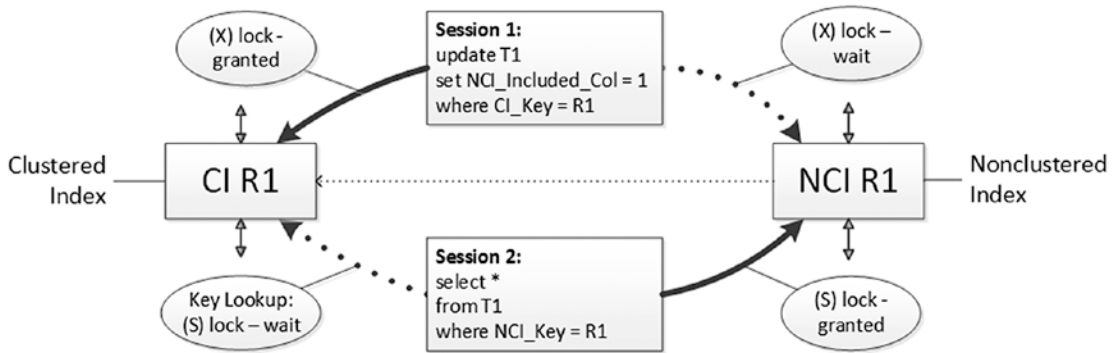 (X) lock -
granted
Session 1:
update T1
set NCI_Included_Col = 1
where CI_Key = R1
(X) lock –
wait
Clustered
Index
CI R1
NCI R1
Nonclustered
Index
Key Lookup:
(S) lock – wait
Session 2:
select *
from T1
where NCI_Key = R1
(S) lock -
granted